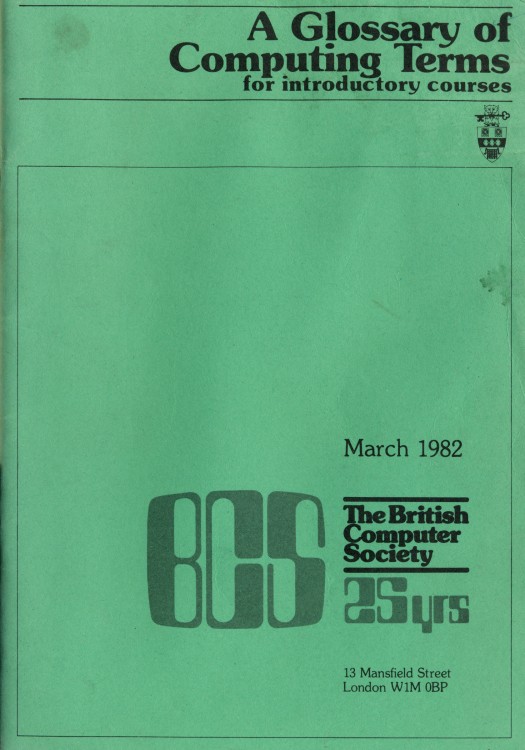 A Glossary of
Computing Terms
for introductory courses
March 1982
BCS
The British
Computer
Society
25 yrs
13 Mansfield Street
London W1M 0BP